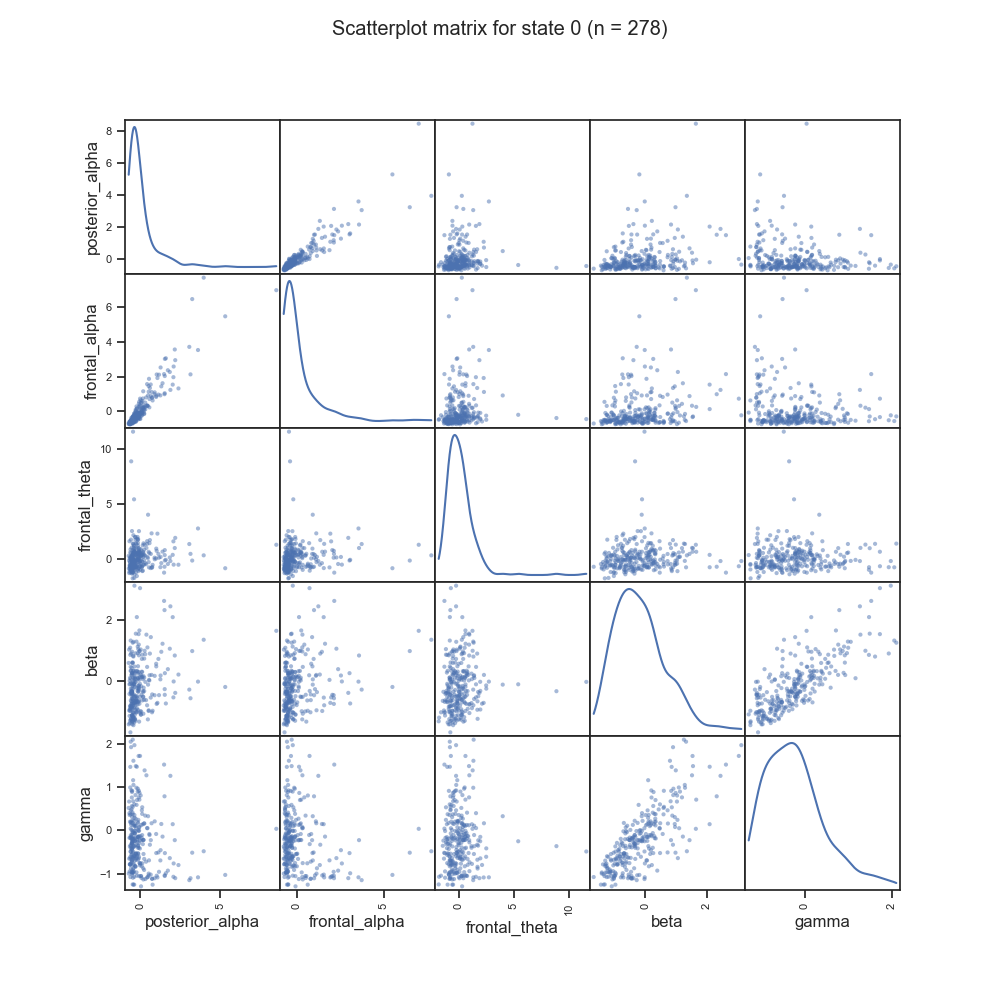 Scatterplot matrix for state 0 (n = 278)
8
6
4
2
0
posterior_alpha
6
4
2
0
frontal_alpha
10
5
0
frontal_theta
2
0
beta
2
1
0
−1
gamma
0 5 0 5 0 5 10 0 2 0 2
posterior_alpha frontal_alpha frontal_theta beta gamma